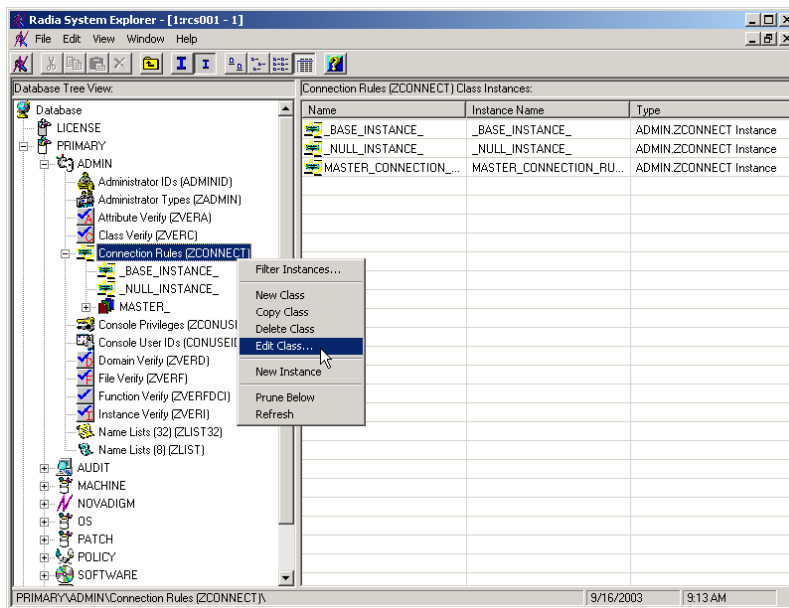 Radia System Explorer - [1:rcs001 - 1]
File Edit View Window Help
Database Tree View:
Connection Rules (ZCONNECT) Class Instances:
Database
LICENSE
PRIMARY
ADMIN
Administrator IDs (ADMINID)
Administrator Types (ZADMIN)
Attribute Verify (ZVERA)
Class Verify (ZVERC)
Connection Rules (ZCONNECT)
_BASE_INSTANCE_
_NULL_INSTANCE_
MASTER_
Console Privileges (ZCONUS
Console User IDs (CONUSEI
Domain Verify (ZVERD)
File Verify (ZVERF)
Function Verify (ZVERFDCI)
Instance Verify (ZVERI)
Name Lists (32) (ZLIST32)
Name Lists (8) (ZLIST)
AUDIT
MACHINE
NOVADIGM
OS
PATCH
POLICY
SOFTWARE
Filter Instances...
New Class
Copy Class
Delete Class
Edit Class...
New Instance
Prune Below
Refresh
Name Instance Name Type
_BASE_INSTANCE_ _BASE_INSTANCE_ ADMIN.ZCONNECT Instance
_NULL_INSTANCE_ _NULL_INSTANCE_ ADMIN.ZCONNECT Instance
MASTER_CONNECTION_... MASTER_CONNECTION_RU... ADMIN.ZCONNECT Instance
PRIMARY\ADMIN\Connection Rules (ZCONNECT)\ 9/16/2003 9:13 AM